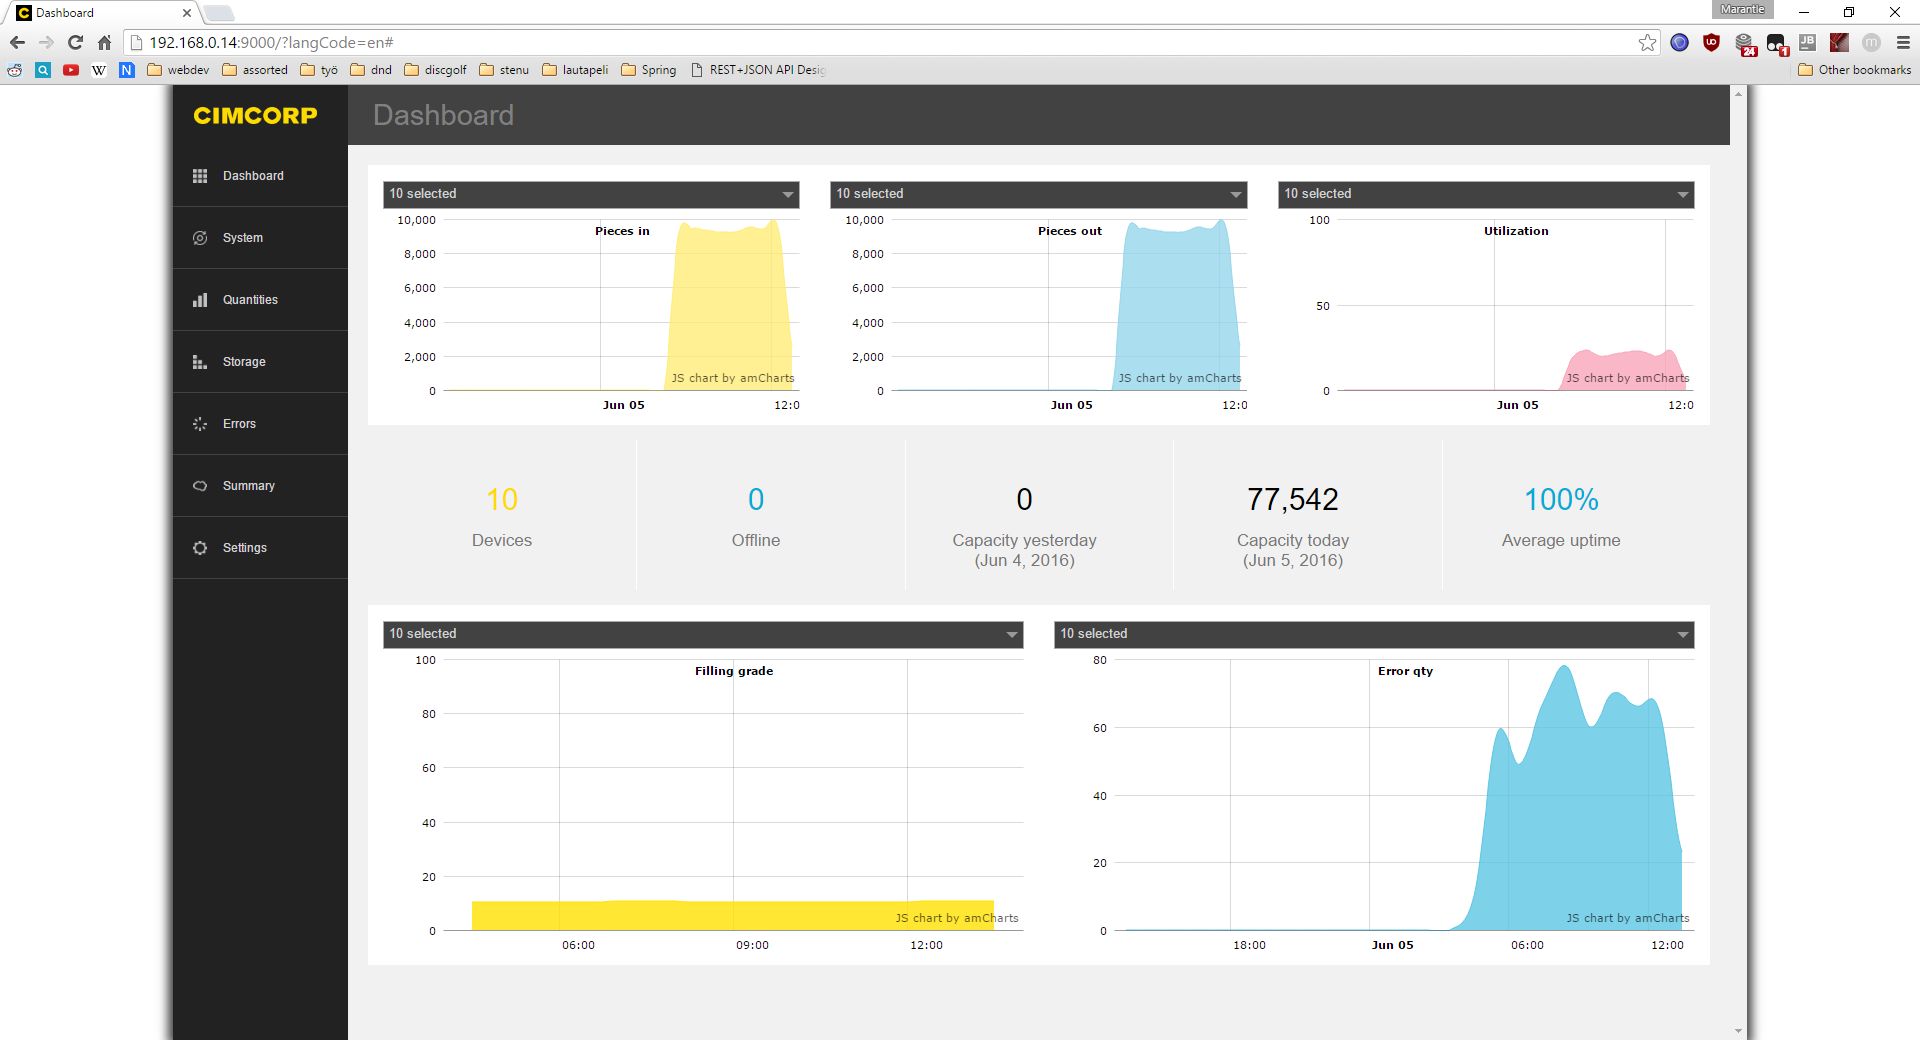 Dashboard
Marantle
192.168.0.14:9000/?langCode=en#
24
1
JB
m
W
N
webdev
assorted
työ
dnd
discgolf
stenu
lautapeli
Spring
REST+JSON API Desig
Other bookmarks
CIMCORP
Dashboard
Dashboard
System
Quantities
Storage
Errors
Summary
Settings
10 selected
10,000
8,000
6,000
4,000
2,000
0
Pieces in
JS chart by amCharts
Jun 05
12:0
10 selected
10,000
8,000
6,000
4,000
2,000
0
Pieces out
JS chart by amCharts
Jun 05
12:0
10 selected
100
50
0
Utilization
JS chart by amCharts
Jun 05
12:0
10
Devices
0
Offline
0
Capacity yesterday
(Jun 4, 2016)
77,542
Capacity today
(Jun 5, 2016)
100%
Average uptime
10 selected
100
80
60
40
20
0
Filling grade
JS chart by amCharts
06:00
09:00
12:00
10 selected
80
60
40
20
0
Error qty
JS chart by amCharts
18:00
Jun 05
06:00
12:00